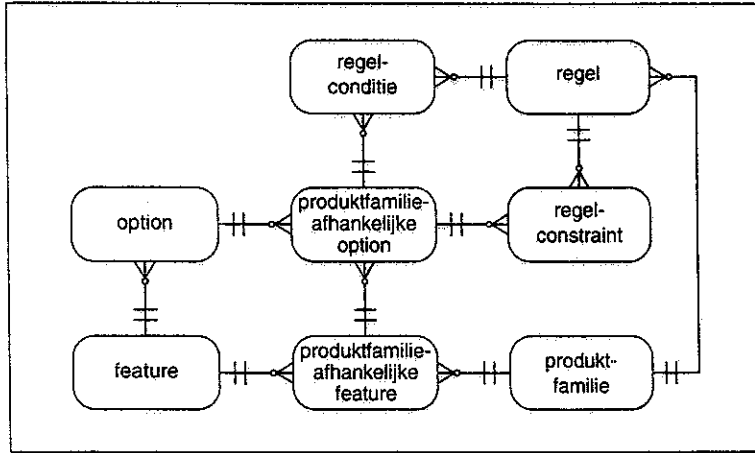 regel-
conditie
regel
option
produktfamilie-
afhankelijke
option
regel-
constraint
feature
produktfamilie-
afhankelijke
feature
produkt-
familie